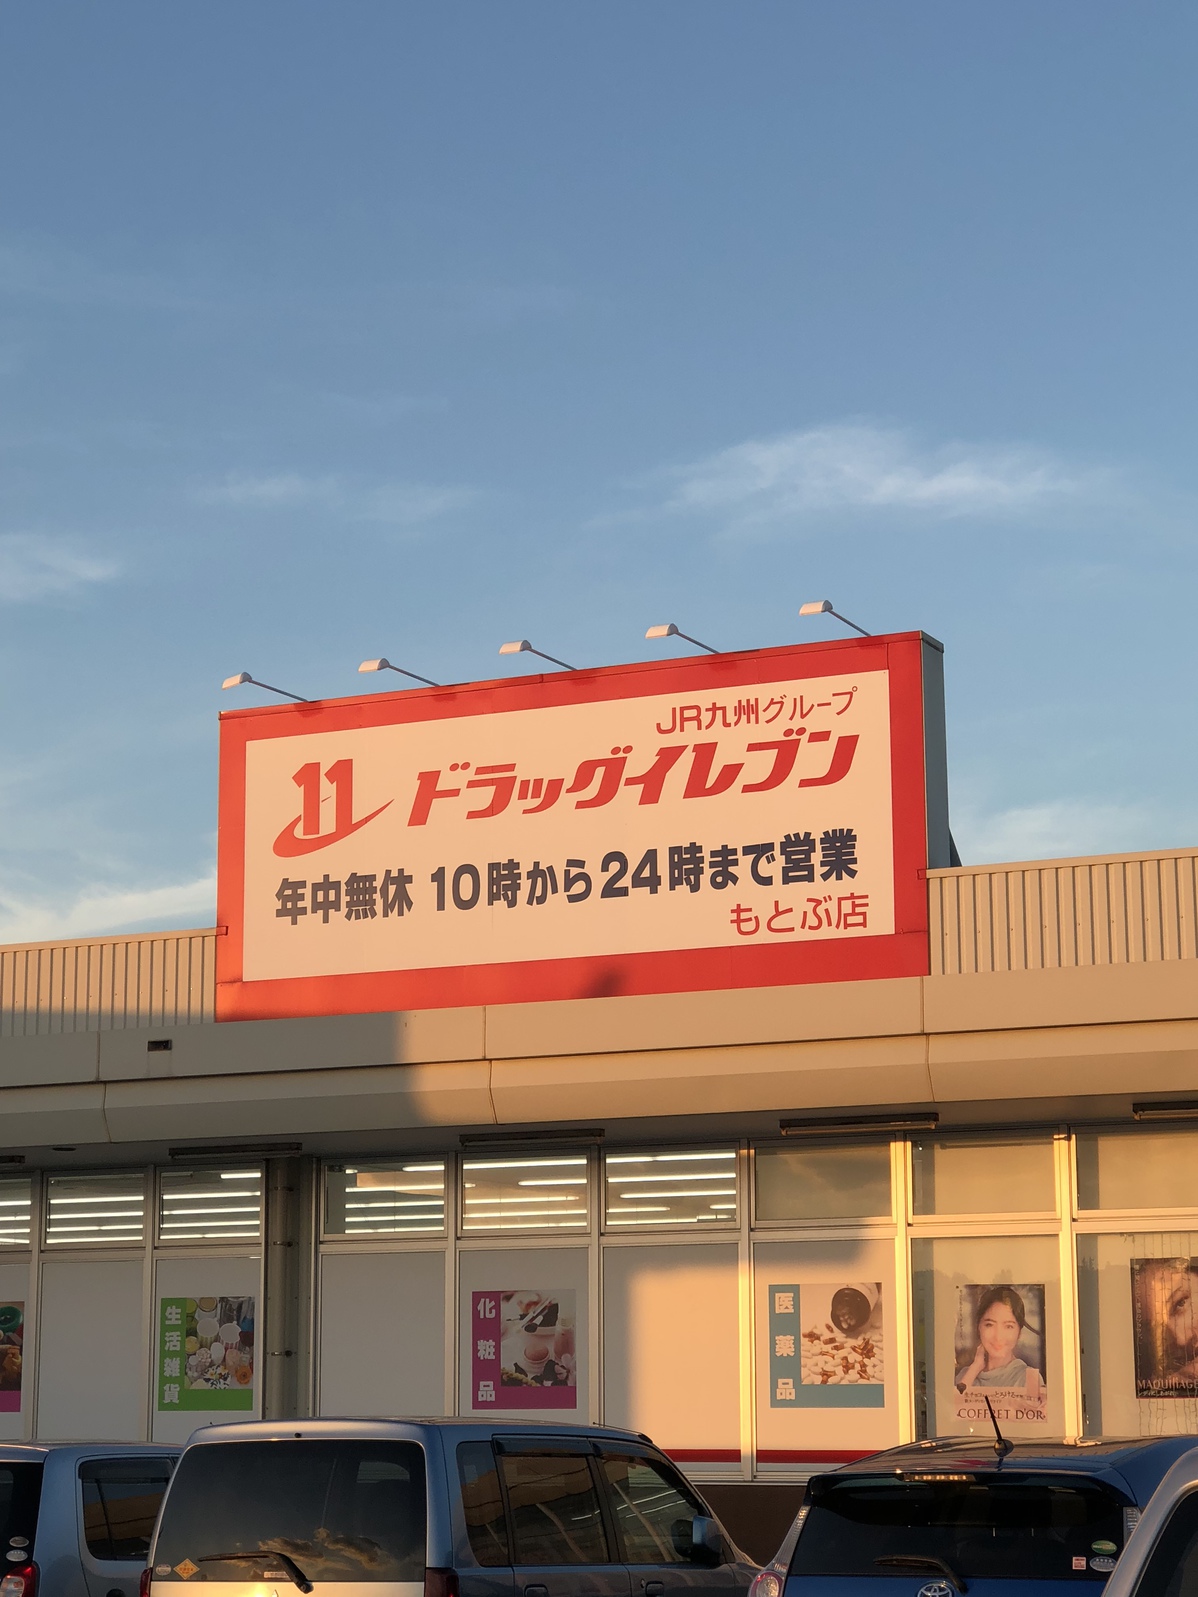 JR九州グループ
11 ドラッグイレブン
年中無休 10時から24時まで営業
もとぶ店
生活雑貨
化粧品
医薬品
COFFRET D'OR
MAQUILLAGE